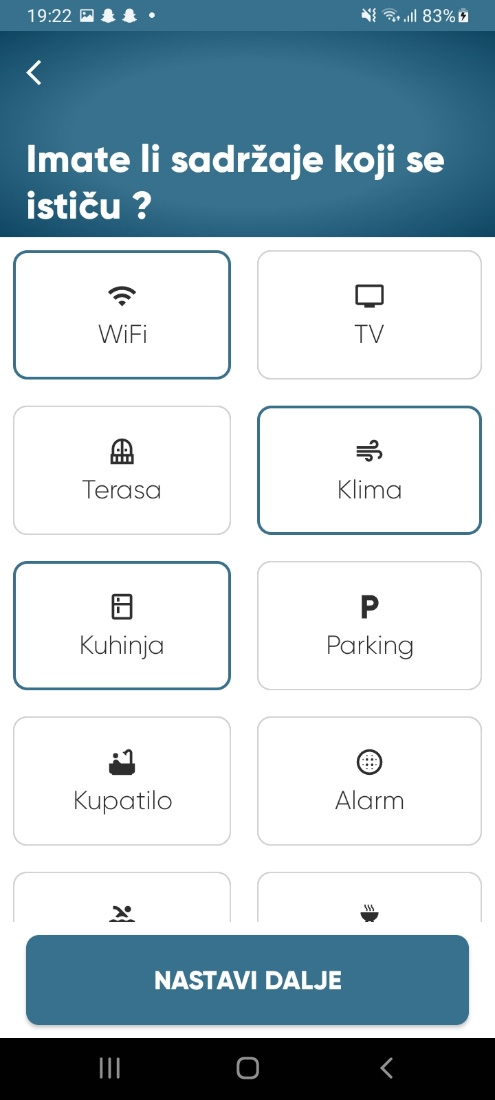 19:22
83%
Imate li sadržaje koji se
ističu ?
WiFi
TV
Terasa
Klima
Kuhinja
P
Parking
Kupatilo
Alarm
NASTAVI DALJE